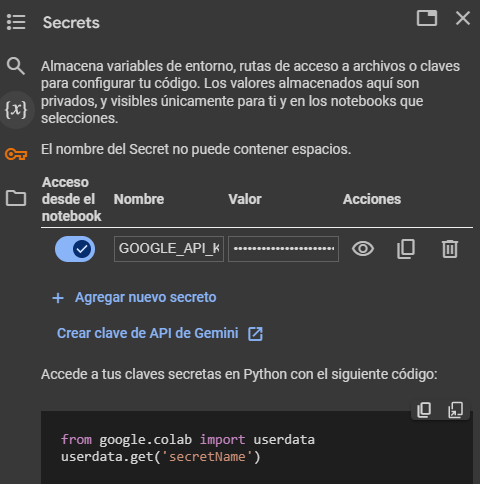 Secrets
Almacena variables de entorno, rutas de acceso a archivos o claves
para configurar tu código. Los valores almacenados aquí son
privados, y visibles únicamente para ti y en los notebooks que
selecciones.
El nombre del Secret no puede contener espacios.
Acceso
desde el
notebook
Nombre
Valor
Acciones
{x}
GOOGLE_API_K
••••••••••••••••••••••
+ Agregar nuevo secreto
Crear clave de API de Gemini
Accede a tus claves secretas en Python con el siguiente código:
from google.colab import userdata
userdata.get('secretName')